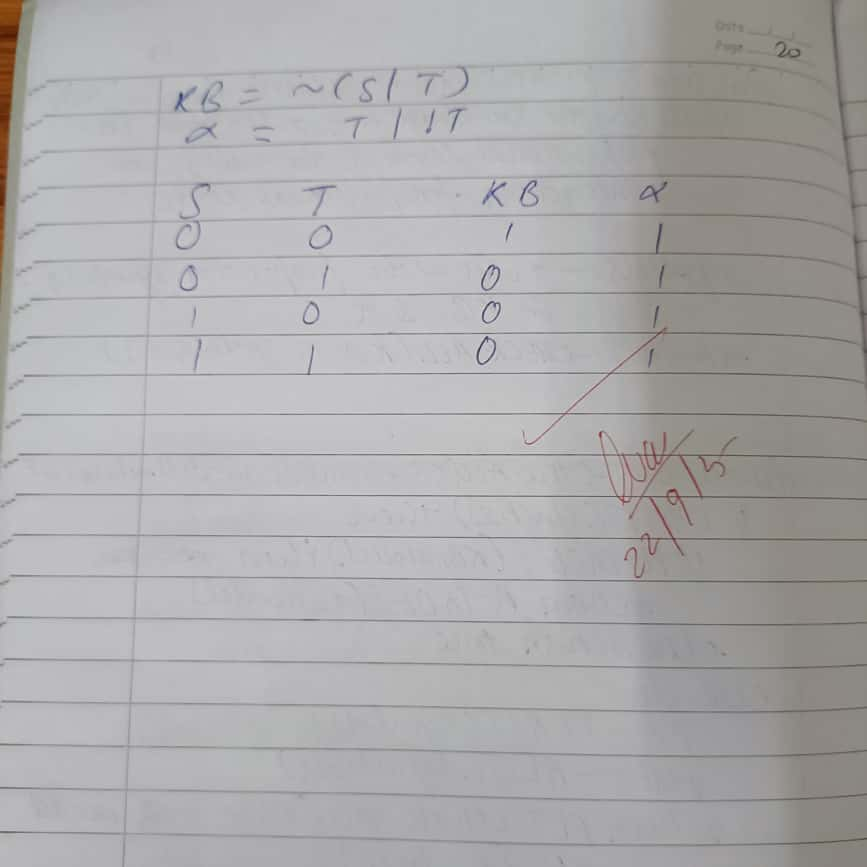 Date
Page 20
KB = ~(S | T)
α = T | !T
S T KB α
0 0 1 1
0 1 0 1
1 0 0 1
1 1 0 1
22/9/25